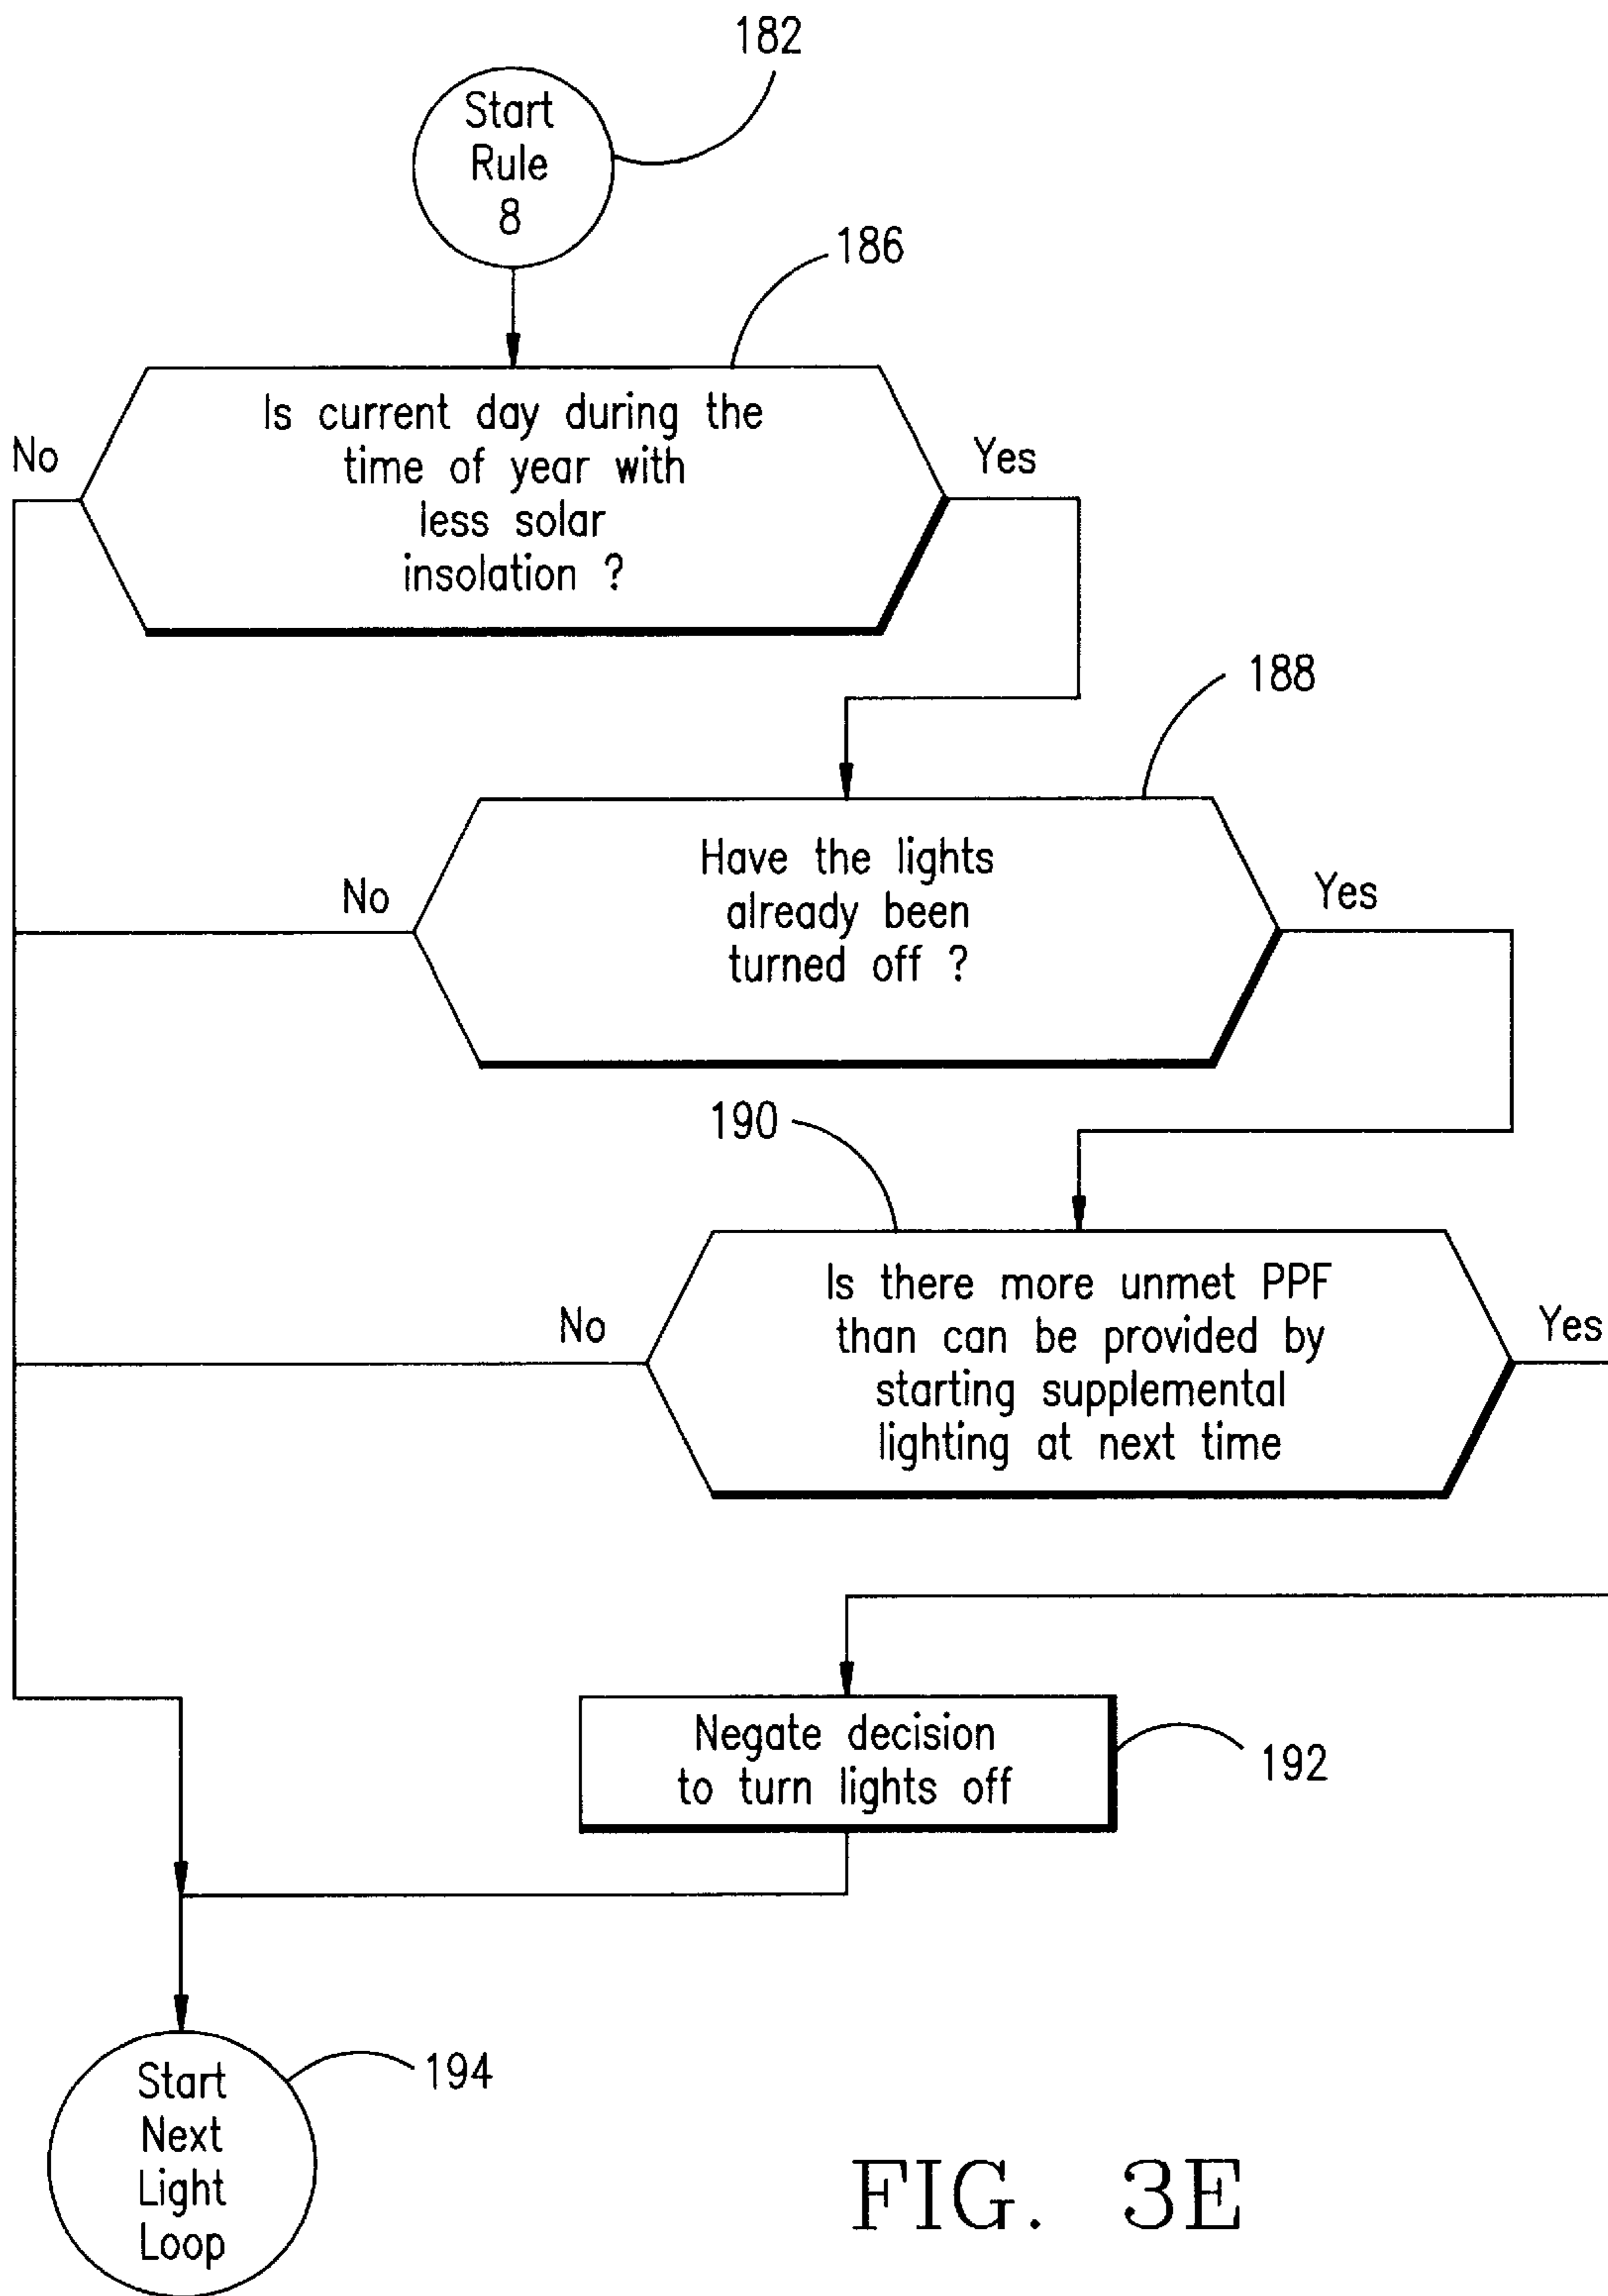 182
Start
Rule
8
186
Is current day during the
time of year with
less solar
insolation ?
No
Yes
188
Have the lights
already been
turned off ?
No
Yes
190
Is there more unmet PPF
than can be provided by
starting supplemental
lighting at next time
No
Yes
Negate decision
to turn lights off
192
Start
Next
Light
Loop
194
FIG. 3E